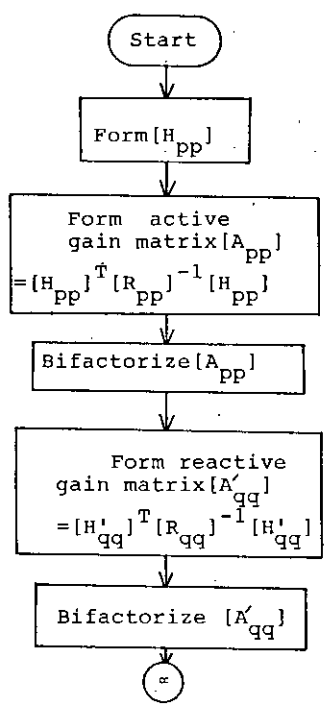 Start
Form[H_pp]
Form active
gain matrix[A_pp]
=[H_pp]^T[R_pp]^-1[H_pp]
Bifactorize[A_pp]
Form reactive
gain matrix[A'_qq]
=[H'_qq]^T[R_qq]^-1[H'_qq]
Bifactorize [A'_qq]
∝